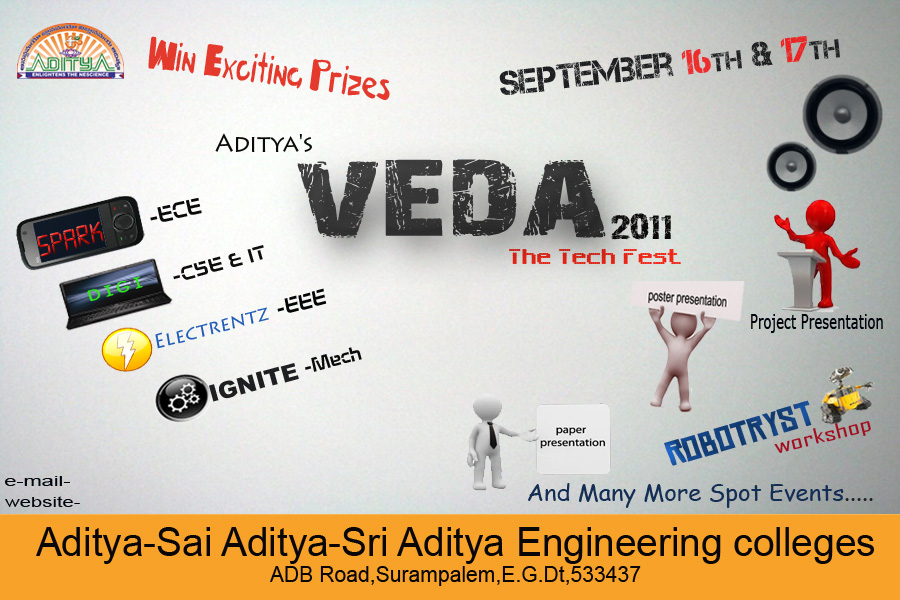 ADITYA
ENLIGHTENS THE NESCIENCE
Win Exciting Prizes
SEPTEMBER 16TH & 17TH
Aditya's
VEDA 2011
The Tech Fest
SPARK -ECE
DIGI -CSE & IT
Electrentz -EEE
IGNITE -Mech
poster presentation
Project Presentation
paper
presentation
ROBOTRYST
workshop
And Many More Spot Events.....
e-mail-
website-
Aditya-Sai Aditya-Sri Aditya Engineering colleges
ADB Road,Surampalem,E.G.Dt,533437